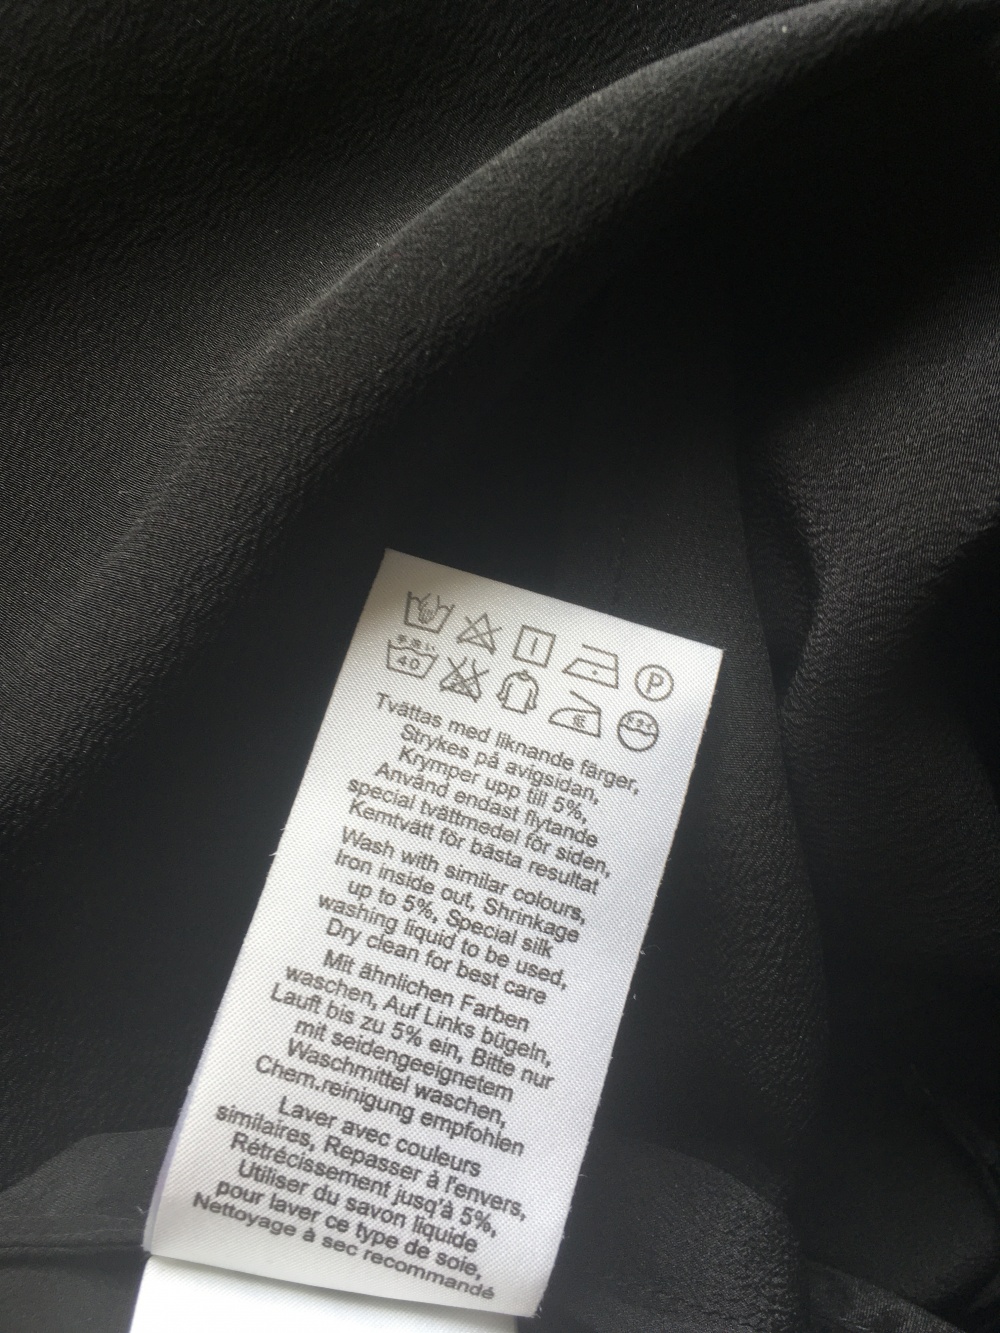 P
40
Tvättas med liknande färger,
Strykes på avigsidan,
Krymper upp till 5%,
Använd endast flytande
special tvättmedel för siden,
Kemtvätt för bästa resultat
Wash with similar colours,
Iron inside out, Shrinkage
up to 5%, Special silk
washing liquid to be used,
Dry clean for best care
Mit ähnlichen Farben
waschen, Auf Links bügeln,
Lauft bis zu 5% ein, Bitte nur
mit seidengeeignetem
Waschmittel waschen,
Chem.reinigung empfohlen
Laver avec couleurs
similaires, Repasser à l'envers,
Rétrécissement jusqu'à 5%,
Utiliser du savon liquide
pour laver ce type de soie,
Nettoyage à sec recommandé